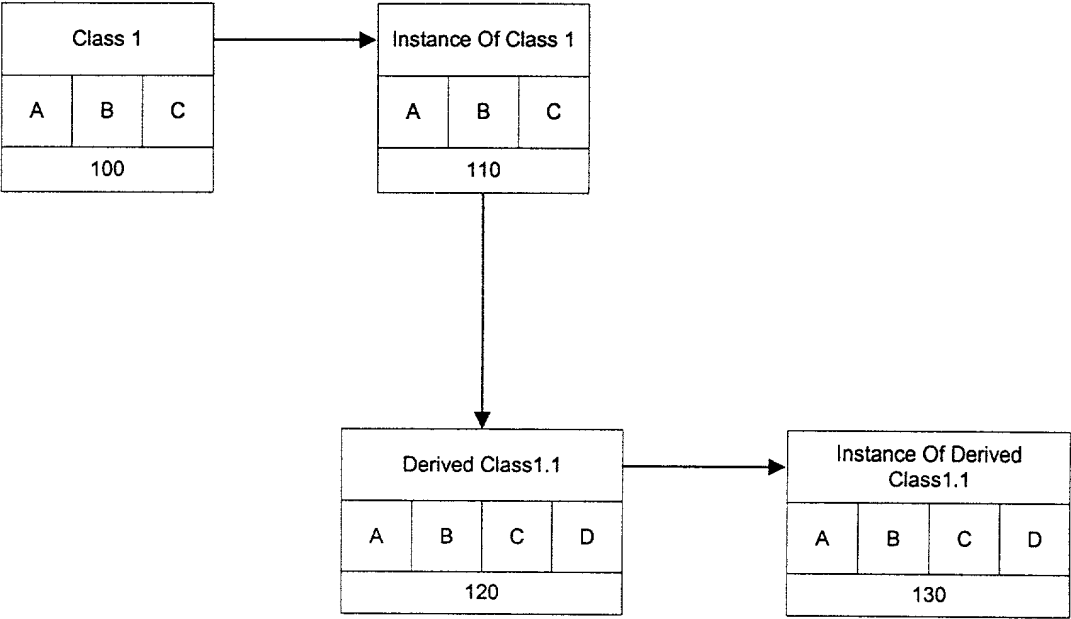 Class 1
A B C
100
Instance Of Class 1
A B C
110
Derived Class1.1
A B C D
120
Instance Of Derived
Class1.1
A B C D
130